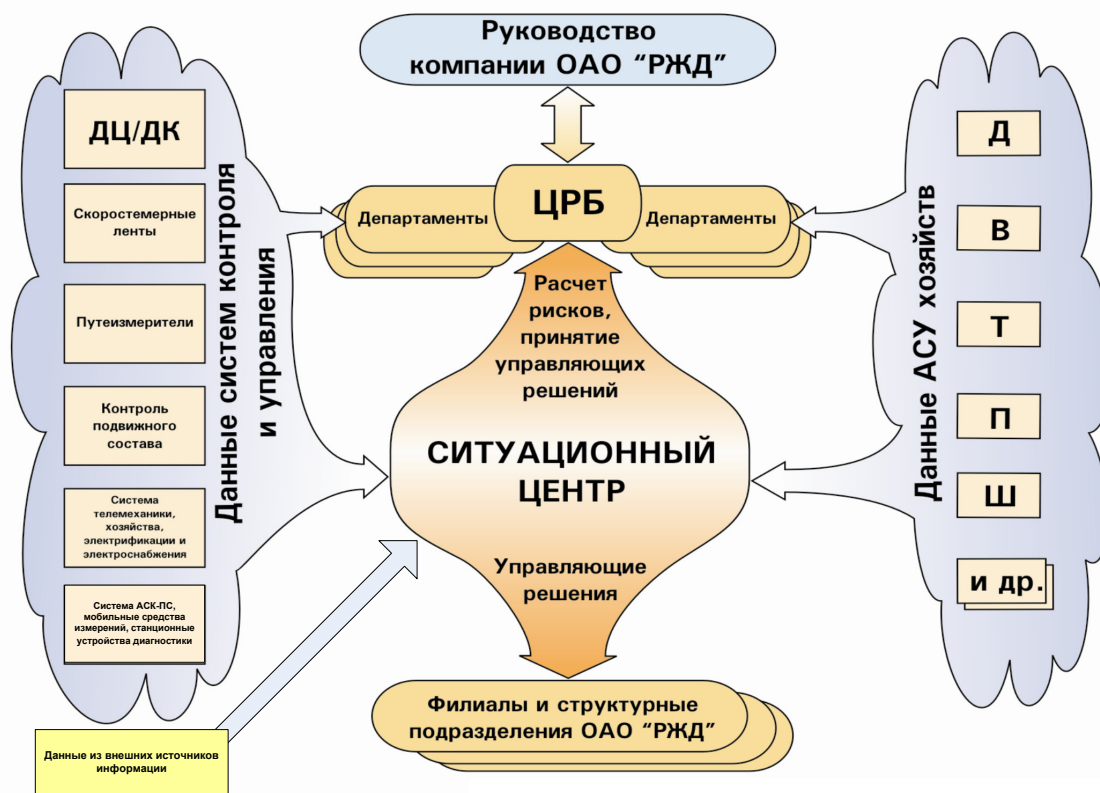 Руководство
компании ОАО “РЖД”
ДЦ/ДК
Скоростемерные
ленты
Путеизмерители
Контроль
подвижного
состава
Система
телемеханики,
хозяйства,
электрификации и
электроснабжения
Система АСК-ПС,
мобильные средства
измерений, станционные
устройства диагностики
Данные систем контроля
и управления
Департаменты
ЦРБ
Департаменты
Расчет
рисков,
принятие
управляющих
решений
СИТУАЦИОННЫЙ
ЦЕНТР
Управляющие
решения
Филиалы и структурные
подразделения ОАО “РЖД”
Данные АСУ хозяйств
Д
В
Т
П
Ш
и др.
Данные из внешних источников
информации